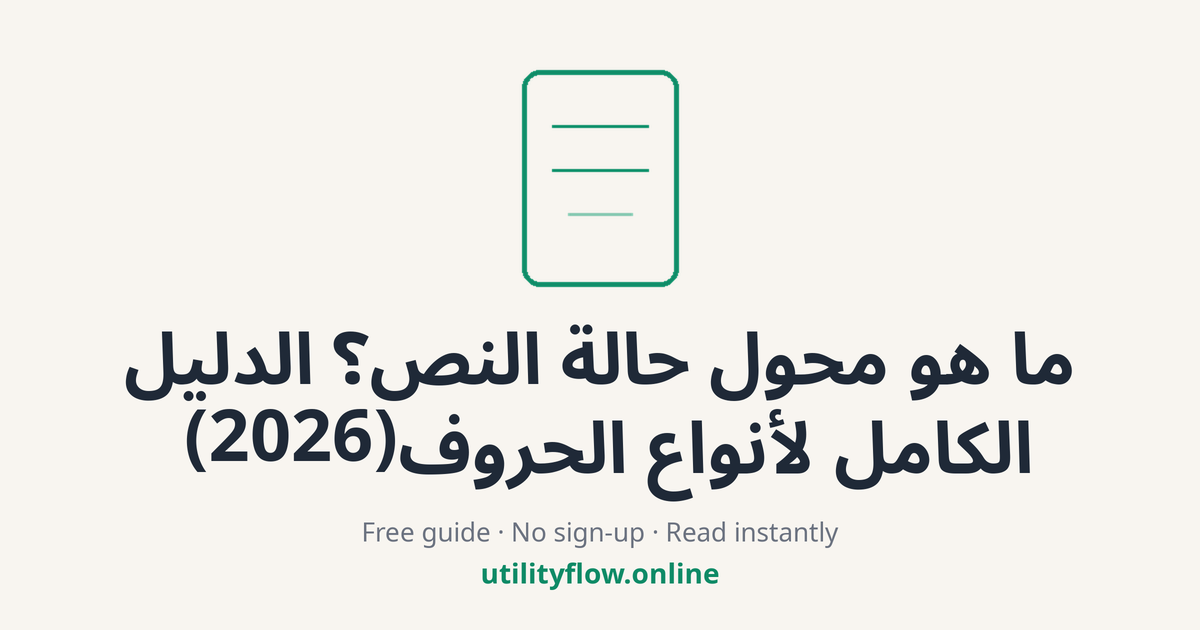 ما هو محول حالة النص؟ الدليل
الكامل لأنواع الحروف(2026)
Free guide · No sign-up · Read instantly
utilityflow.online